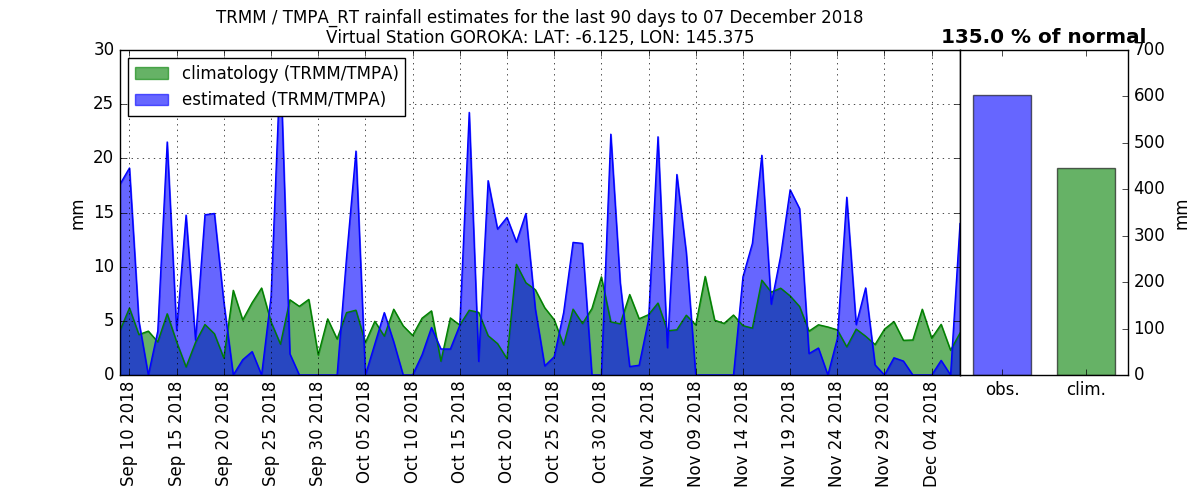 TRMM / TMPA_RT rainfall estimates for the last 90 days to 07 December 2018
Virtual Station GOROKA: LAT: -6.125, LON: 145.375
135.0 % of normal
climatology (TRMM/TMPA)
estimated (TRMM/TMPA)
30
25
20
15
10
5
0
mm
Sep 10 2018
Sep 15 2018
Sep 20 2018
Sep 25 2018
Sep 30 2018
Oct 05 2018
Oct 10 2018
Oct 15 2018
Oct 20 2018
Oct 25 2018
Oct 30 2018
Nov 04 2018
Nov 09 2018
Nov 14 2018
Nov 19 2018
Nov 24 2018
Nov 29 2018
Dec 04 2018
obs.
clim.
700
600
500
400
300
200
100
0
mm